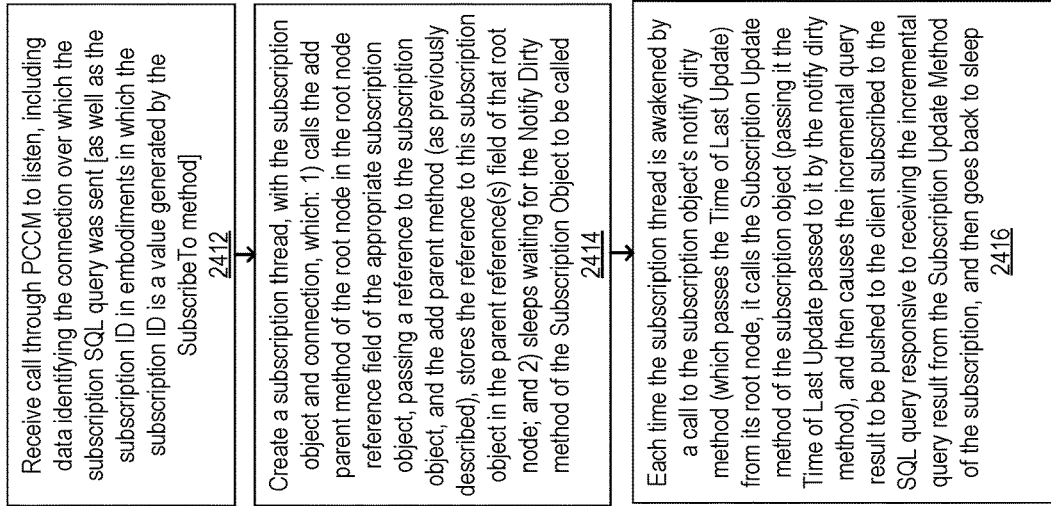 Receive call through PCCM to listen, including
data identifying the connection over which the
subscription SQL query was sent [as well as the
subscription ID in embodiments in which the
subscription ID is a value generated by the
SubscribeTo method]
2412
Create a subscription thread, with the subscription
object and connection, which: 1) calls the add
parent method of the root node in the root node
reference field of the appropriate subscription
object, passing a reference to the subscription
object, and the add parent method (as previously
described), stores the reference to this subscription
object in the parent reference(s) field of that root
node; and 2) sleeps waiting for the Notify Dirty
method of the Subscription Object to be called
2414
Each time the subscription thread is awakened by
a call to the subscription object's notify dirty
method (which passes the Time of Last Update)
from its root node, it calls the Subscription Update
method of the subscription object (passing it the
Time of Last Update passed to it by the notify dirty
method), and then causes the incremental query
result to be pushed to the client subscribed to the
SQL query responsive to receiving the incremental
query result from the Subscription Update Method
of the subscription, and then goes back to sleep
2416